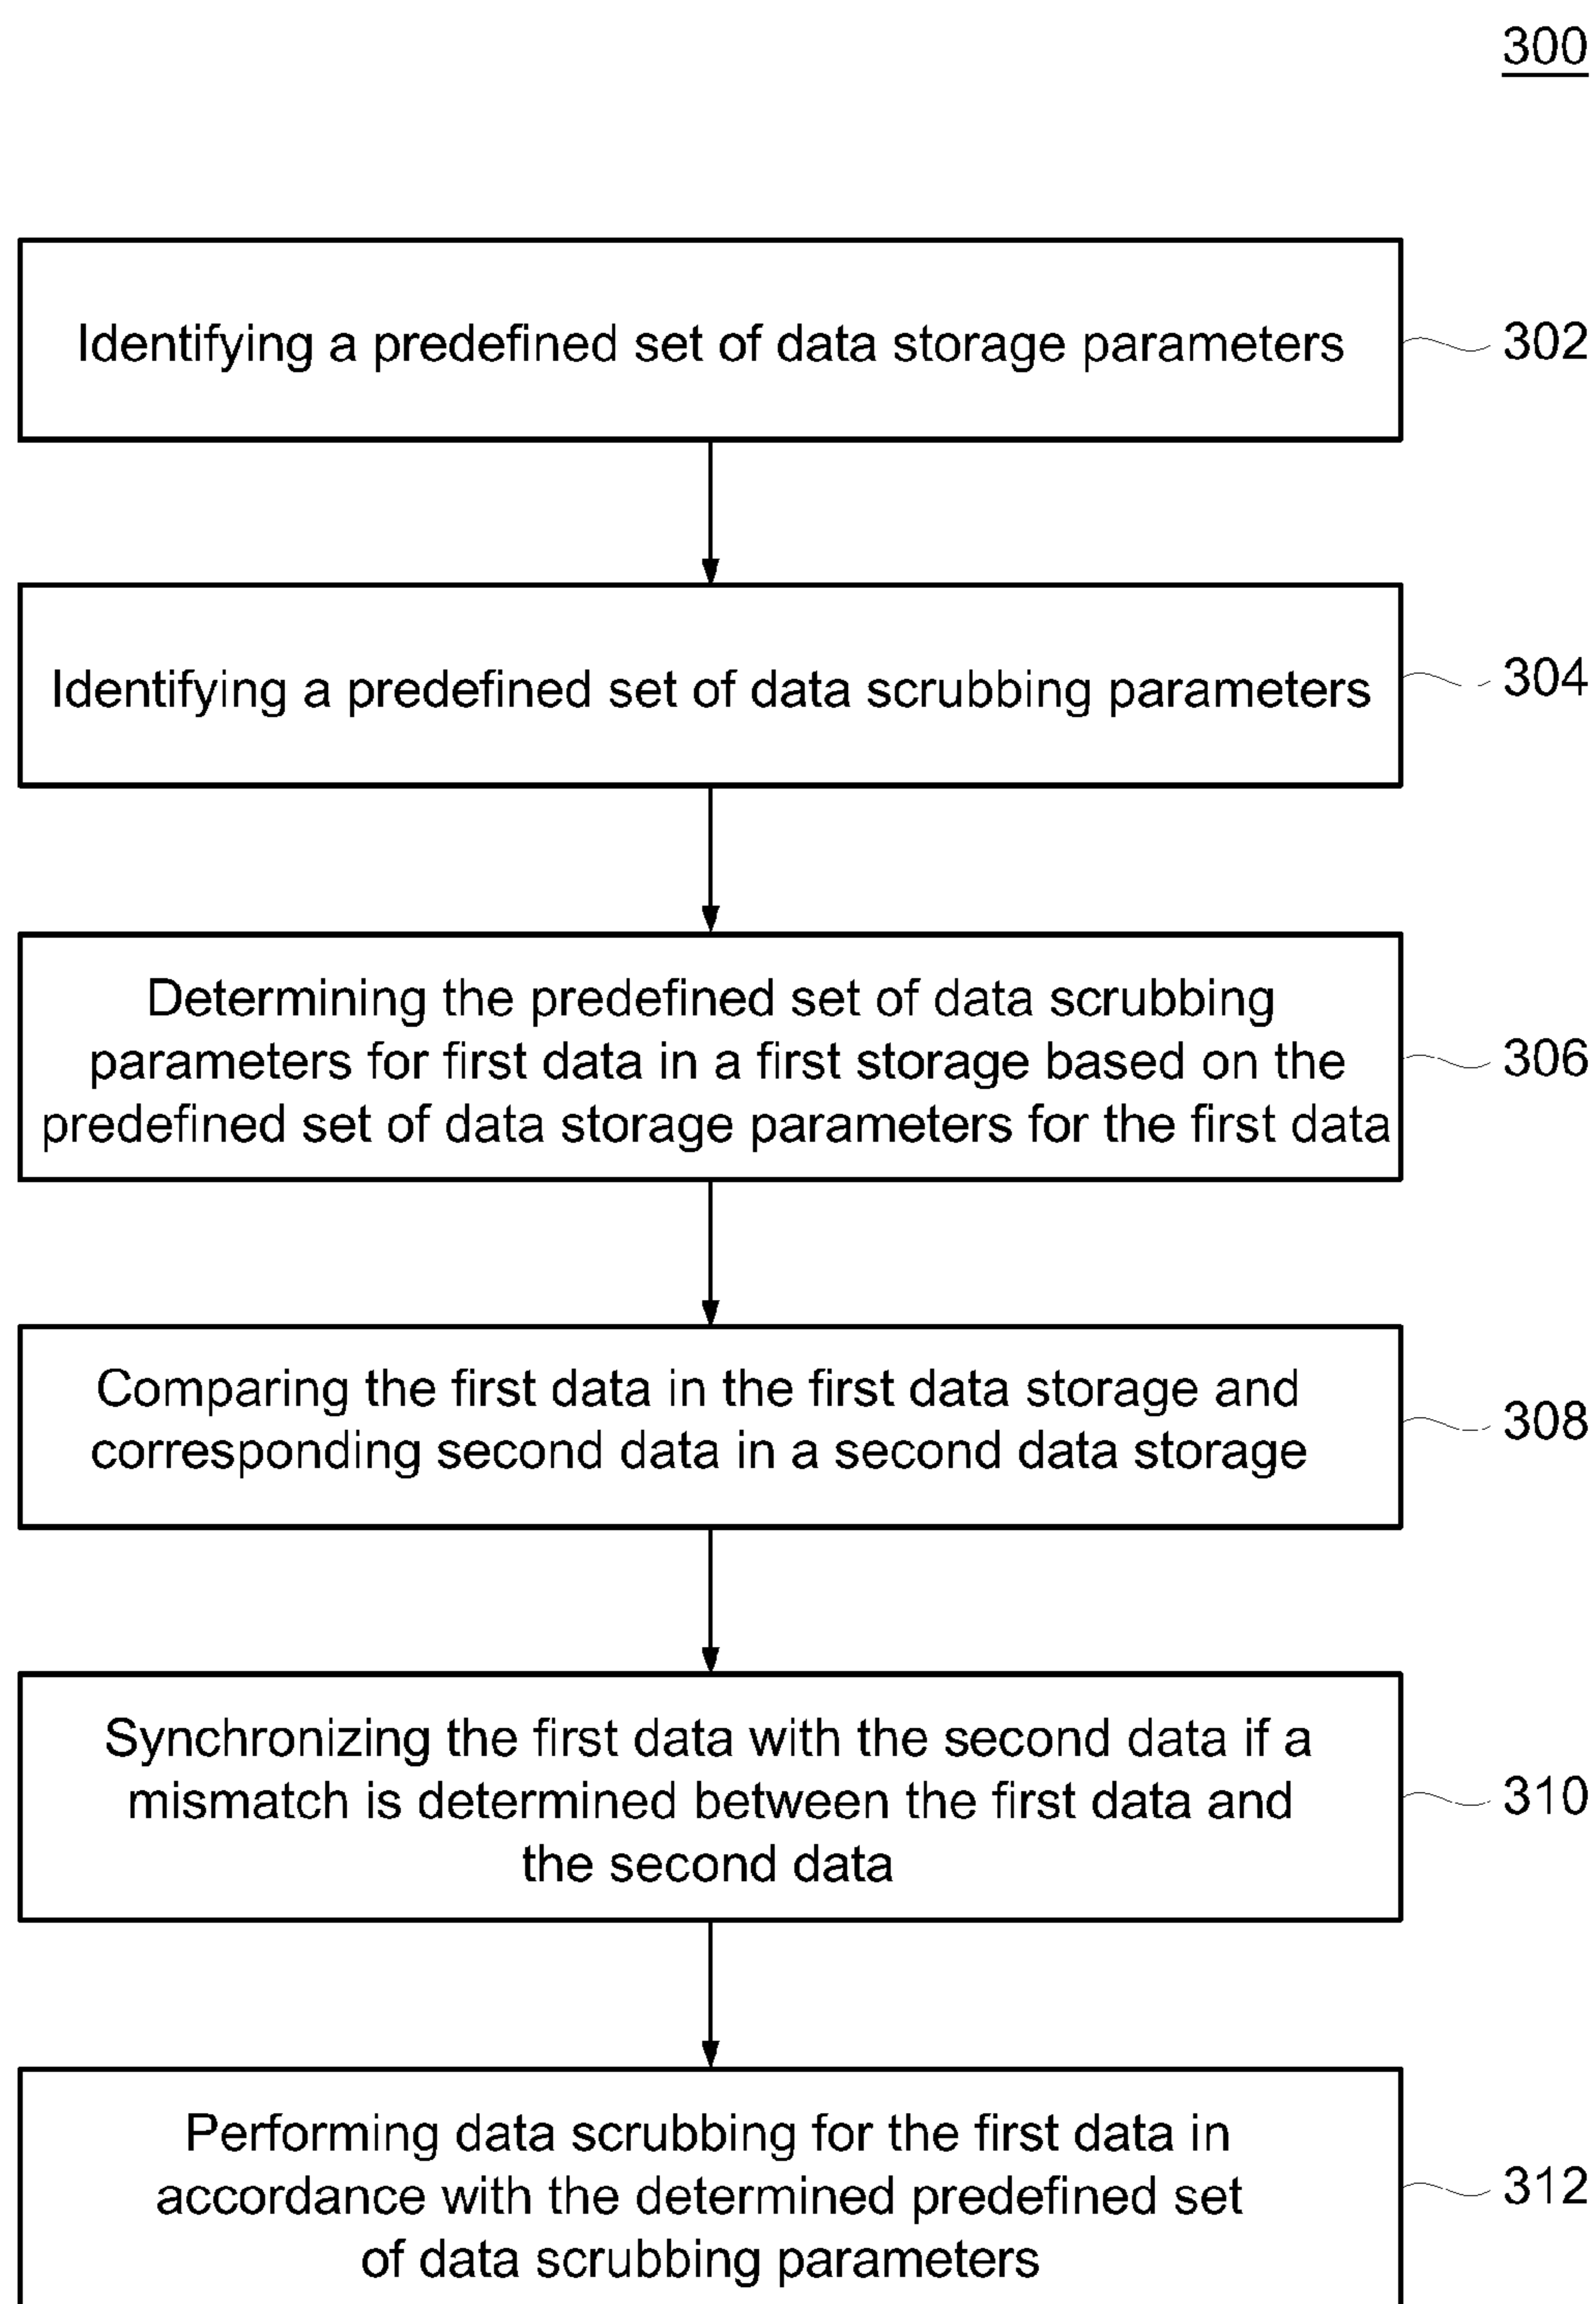 300
Identifying a predefined set of data storage parameters
302
Identifying a predefined set of data scrubbing parameters
304
Determining the predefined set of data scrubbing
parameters for first data in a first storage based on the
predefined set of data storage parameters for the first data
306
Comparing the first data in the first data storage and
corresponding second data in a second data storage
308
Synchronizing the first data with the second data if a
mismatch is determined between the first data and
the second data
310
Performing data scrubbing for the first data in
accordance with the determined predefined set
of data scrubbing parameters
312